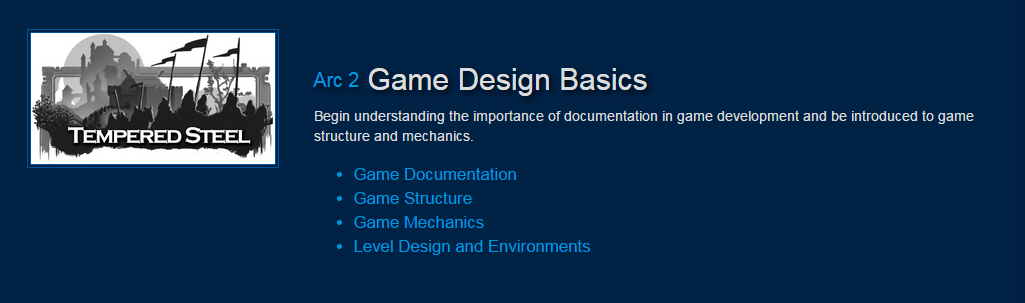 TEMPERED STEEL
Arc 2 Game Design Basics
Begin understanding the importance of documentation in game development and be introduced to game
structure and mechanics.
• Game Documentation
• Game Structure
• Game Mechanics
• Level Design and Environments